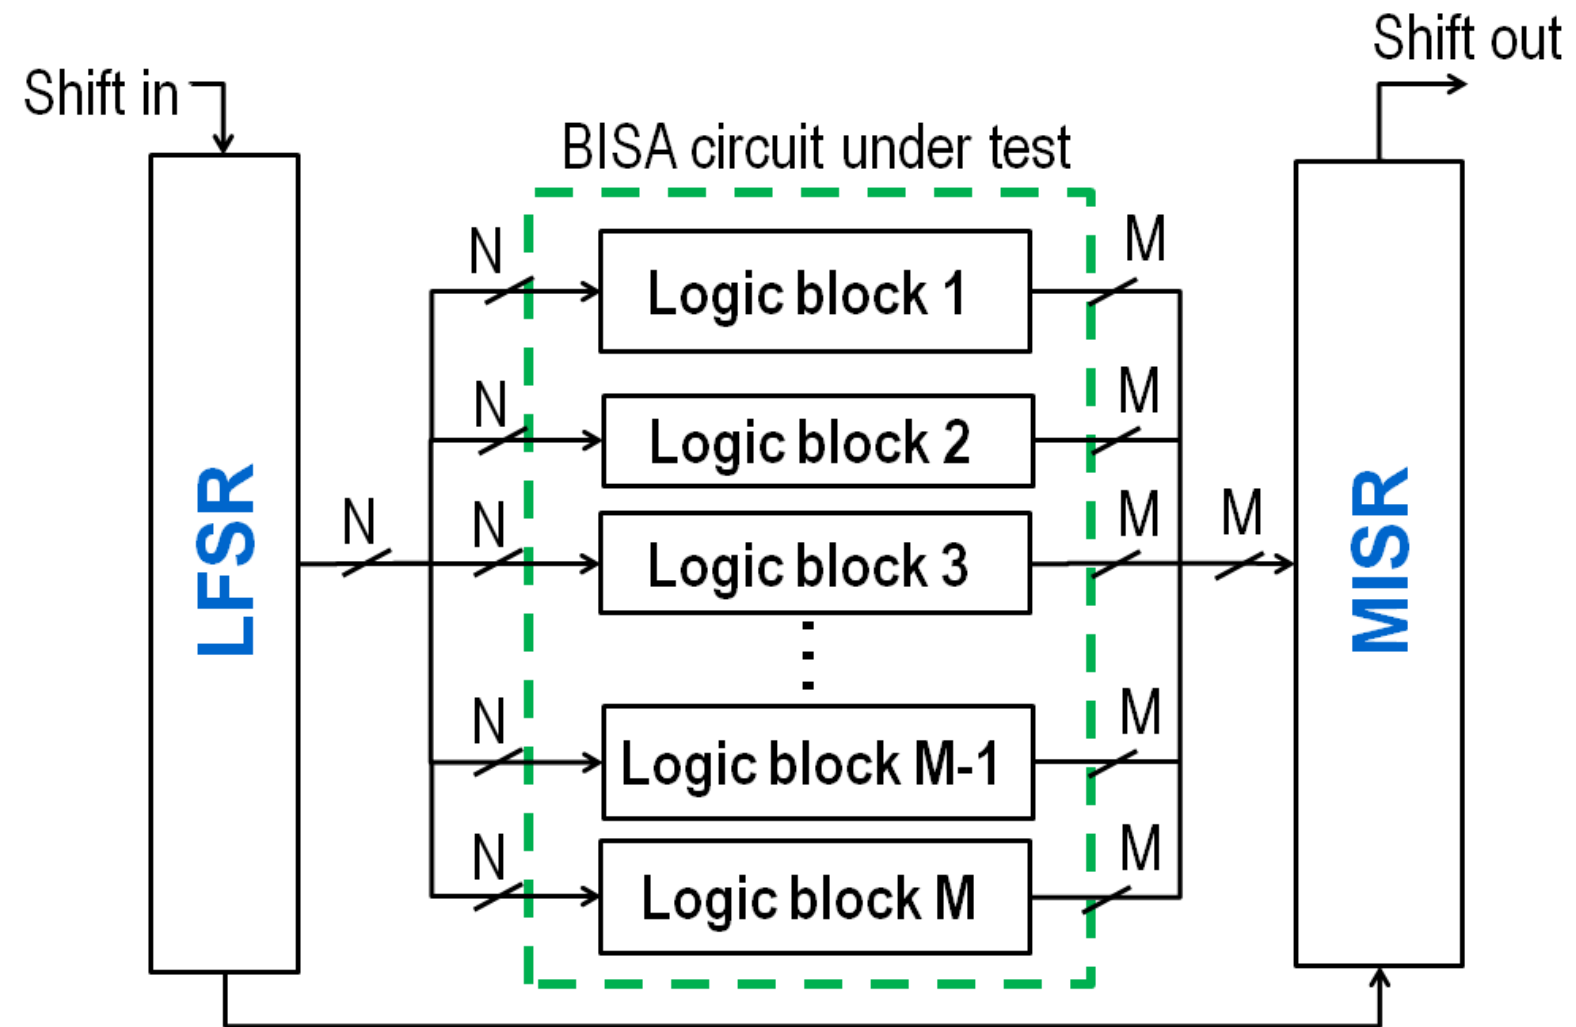 Shift out
Shift in
BISA circuit under test
N
Logic block 1
M
N
Logic block 2
M
LFSR
N
N
Logic block 3
M
M
MISR
N
Logic block M-1
M
N
Logic block M
M